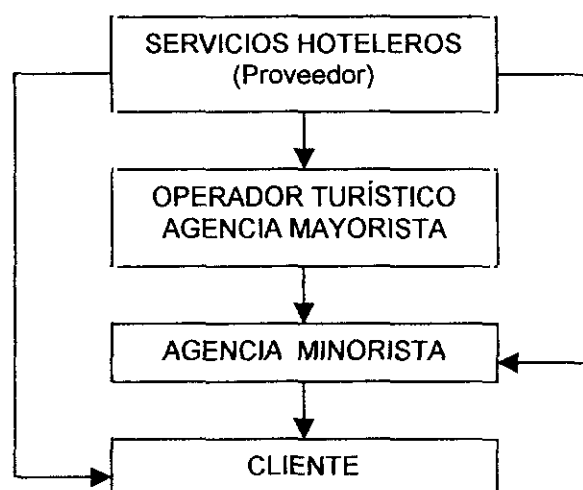 SERVICIOS HOTELEROS
(Proveedor)
OPERADOR TURÍSTICO
AGENCIA MAYORISTA
AGENCIA MINORISTA
CLIENTE